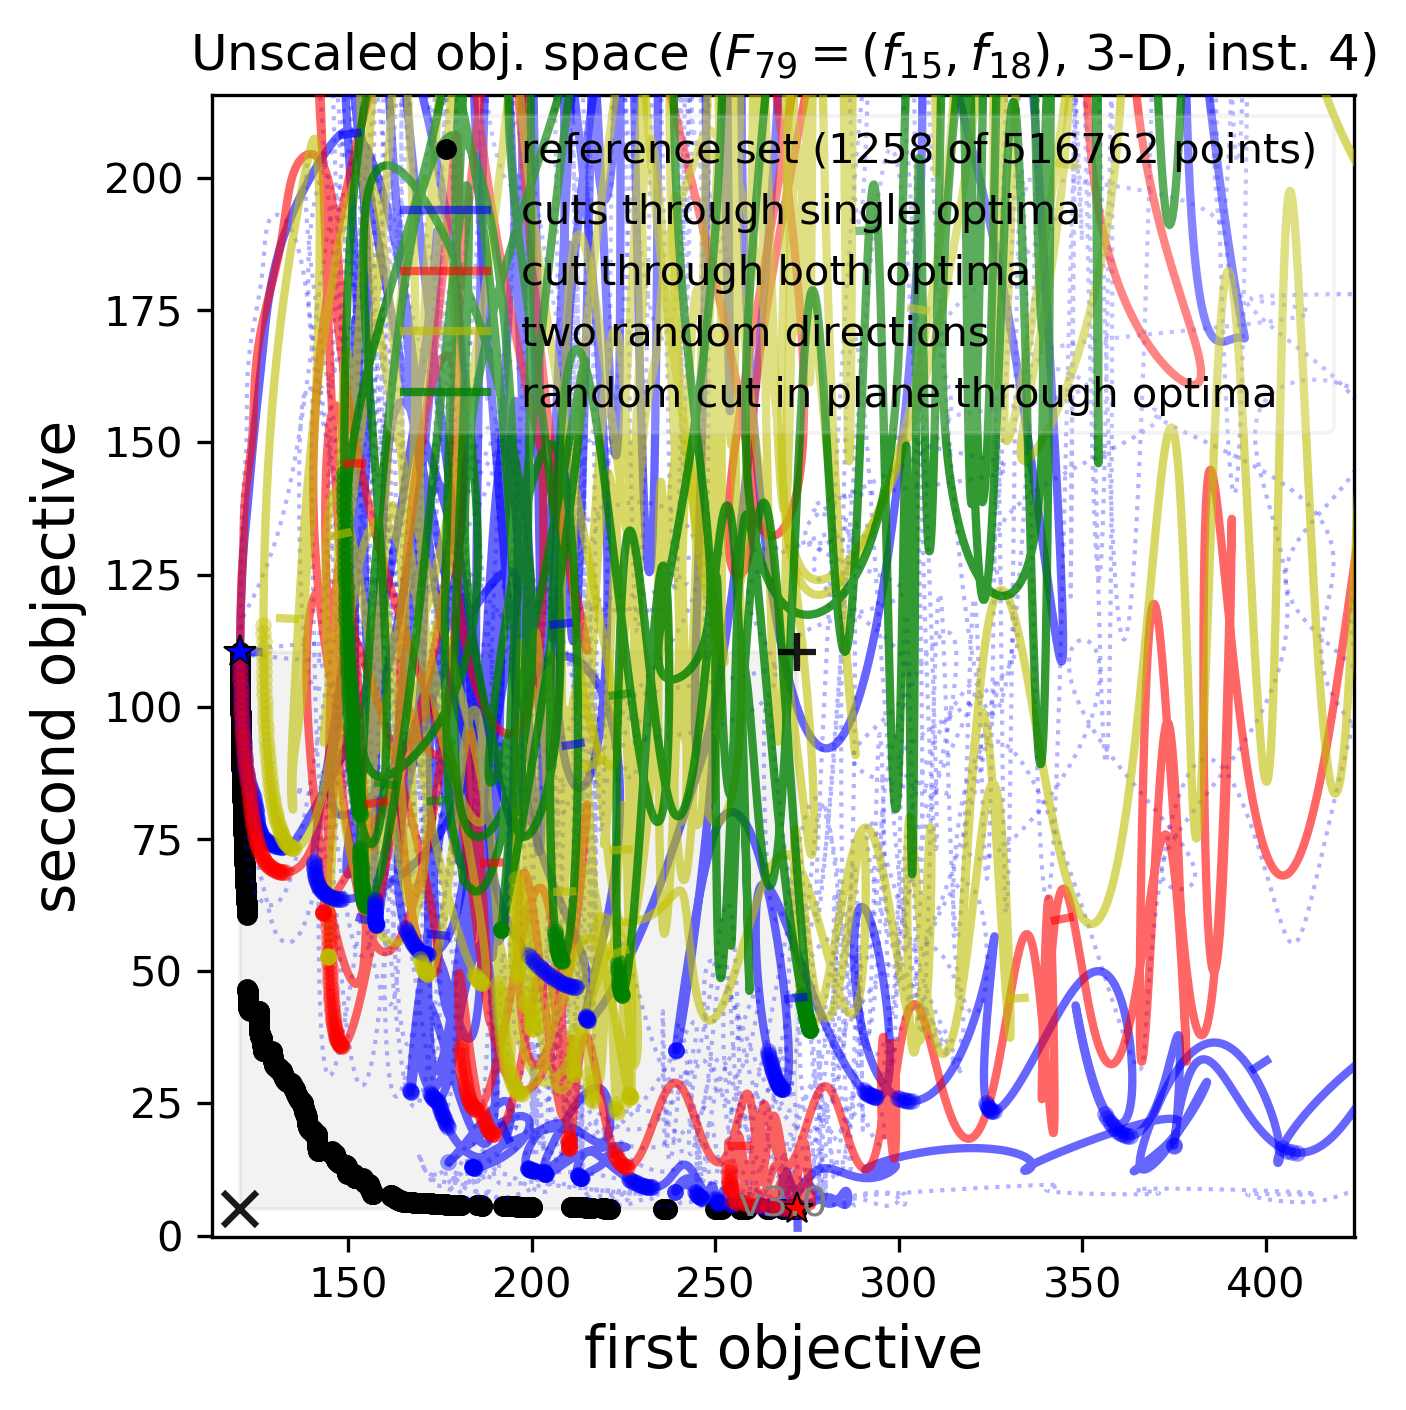 Unscaled obj. space (F₇₉ = (f₁₅, f₁₈), 3-D, inst. 4)
reference set (1258 of 516762 points)
cuts through single optima
cut through both optima
two random directions
random cut in plane through optima
second objective
200
175
150
125
100
75
50
25
0
v3.0
150
200
250
300
350
400
first objective